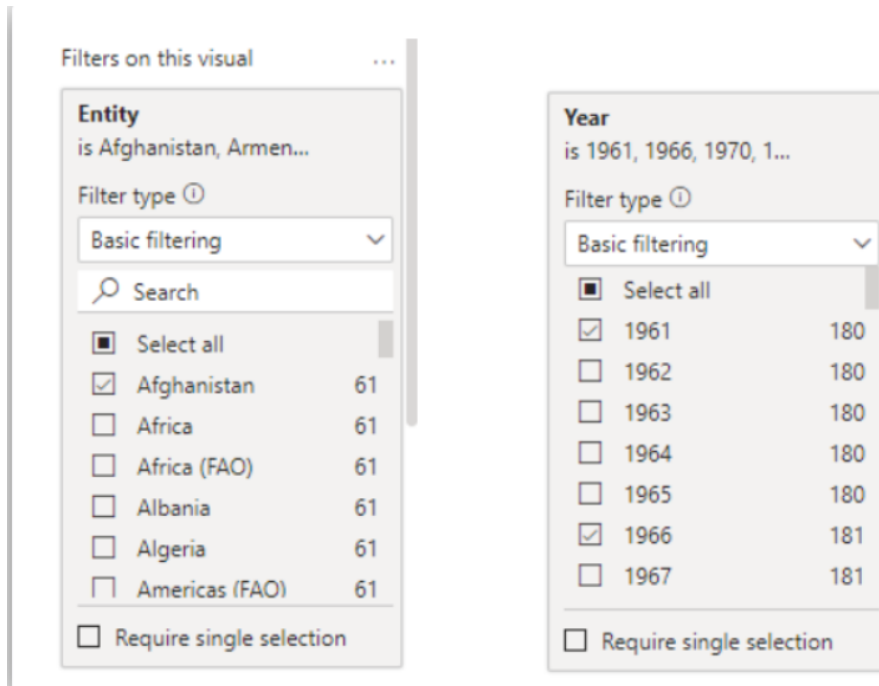 Filters on this visual ...
Entity
is Afghanistan, Armen...
Filter type
Basic filtering
Search
Select all
Afghanistan 61
Africa 61
Africa (FAO) 61
Albania 61
Algeria 61
Americas (FAO) 61
Require single selection
Year
is 1961, 1966, 1970, 1...
Filter type
Basic filtering
Select all
1961 180
1962 180
1963 180
1964 180
1965 180
1966 181
1967 181
Require single selection